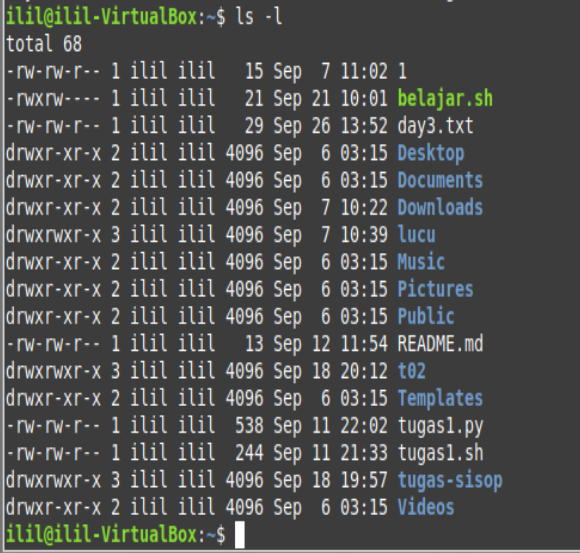 ilil@ilil-VirtualBox:~$ ls -l
total 68
-rw-rw-r-- 1 ilil ilil   15 Sep  7 11:02 1
-rwxrw---- 1 ilil ilil   21 Sep 21 10:01 belajar.sh
-rw-rw-r-- 1 ilil ilil   29 Sep 26 13:52 day3.txt
drwxr-xr-x 2 ilil ilil 4096 Sep  6 03:15 Desktop
drwxr-xr-x 2 ilil ilil 4096 Sep  6 03:15 Documents
drwxr-xr-x 2 ilil ilil 4096 Sep  7 10:22 Downloads
drwxrwxr-x 3 ilil ilil 4096 Sep  7 10:39 lucu
drwxr-xr-x 2 ilil ilil 4096 Sep  6 03:15 Music
drwxr-xr-x 2 ilil ilil 4096 Sep  6 03:15 Pictures
drwxr-xr-x 2 ilil ilil 4096 Sep  6 03:15 Public
-rw-rw-r-- 1 ilil ilil   13 Sep 12 11:54 README.md
drwxrwxr-x 3 ilil ilil 4096 Sep 18 20:12 t02
drwxr-xr-x 2 ilil ilil 4096 Sep  6 03:15 Templates
-rw-rw-r-- 1 ilil ilil  538 Sep 11 22:02 tugas1.py
-rw-rw-r-- 1 ilil ilil  244 Sep 11 21:33 tugas1.sh
drwxrwxr-x 3 ilil ilil 4096 Sep 18 19:57 tugas-sisop
drwxr-xr-x 2 ilil ilil 4096 Sep  6 03:15 Videos
ilil@ilil-VirtualBox:~$